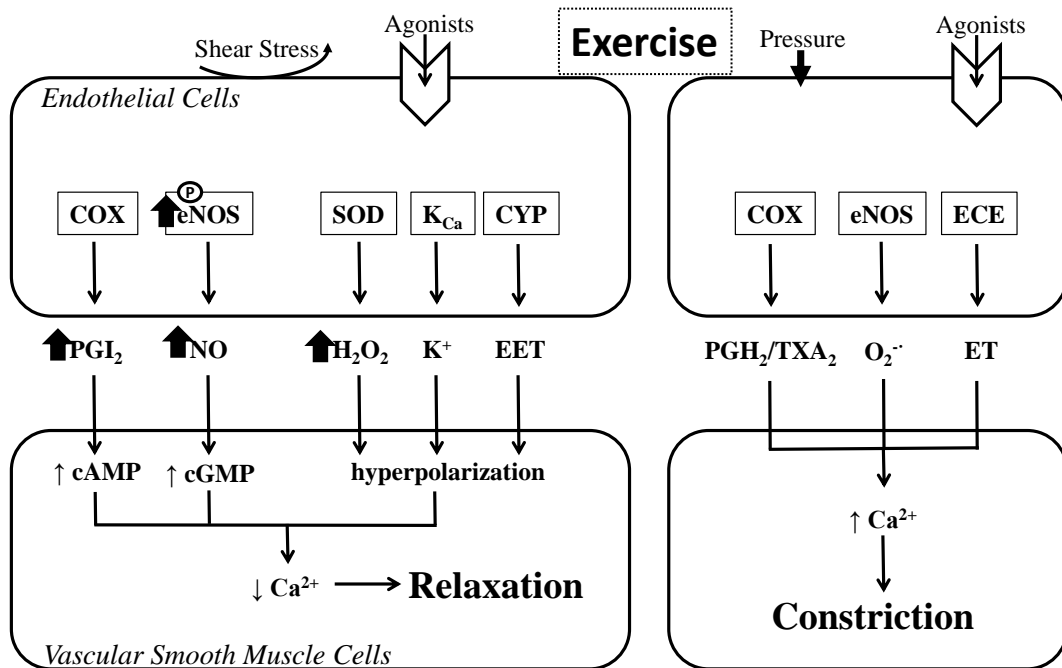 Agonists
Shear Stress
Exercise
Pressure
Agonists
Endothelial Cells
P
COX eNOS SOD K_Ca CYP
COX eNOS ECE
PGI₂ NO H₂O₂ K⁺ EET
PGH₂/TXA₂ O₂⁻· ET
↑ cAMP ↑ cGMP hyperpolarization
↑ Ca²⁺
↓ Ca²⁺ Relaxation
Constriction
Vascular Smooth Muscle Cells